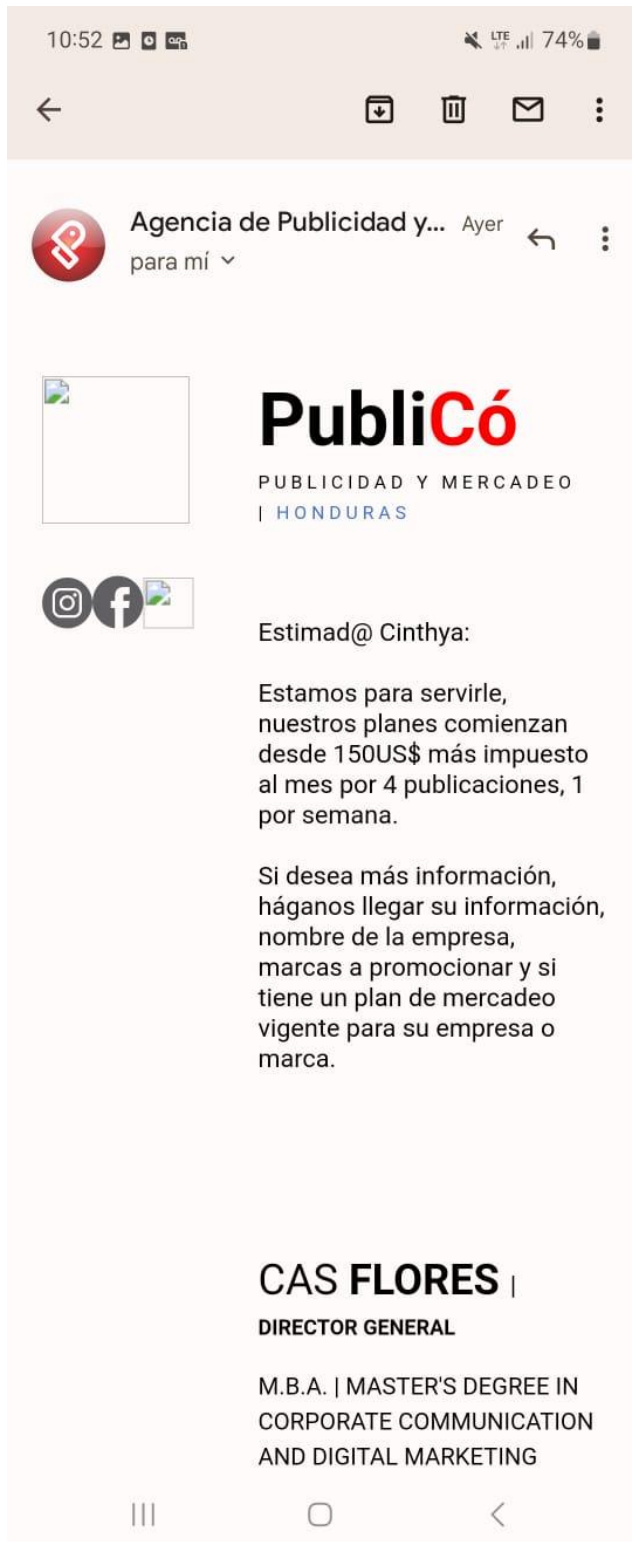 10:52 LTE 74%
Agencia de Publicidad y... Ayer
para mí
PubliCó
PUBLICIDAD Y MERCADEO
| HONDURAS
Estimad@ Cinthya:
Estamos para servirle,
nuestros planes comienzan
desde 150US$ más impuesto
al mes por 4 publicaciones, 1
por semana.
Si desea más información,
háganos llegar su información,
nombre de la empresa,
marcas a promocionar y si
tiene un plan de mercadeo
vigente para su empresa o
marca.
CAS FLORES |
DIRECTOR GENERAL
M.B.A. | MASTER'S DEGREE IN
CORPORATE COMMUNICATION
AND DIGITAL MARKETING